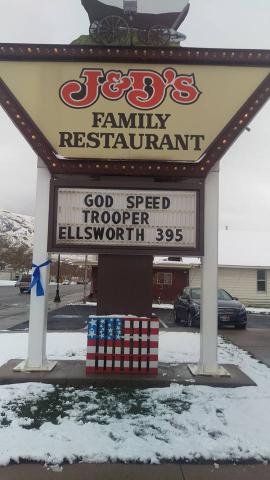 J&D's
FAMILY
RESTAURANT
GOD SPEED
TROOPER
ELLSWORTH 395